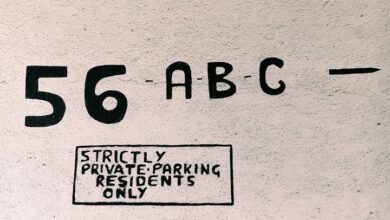 56-A-B-C —
STRICTLY
PRIVATE·PARKING
RESIDENTS
ONLY